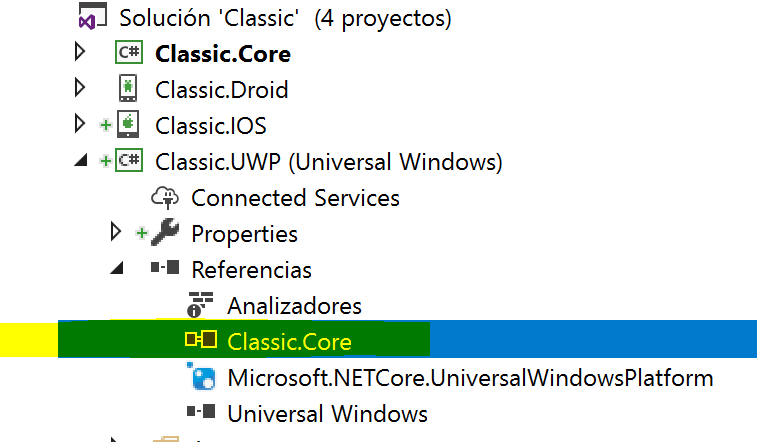 Solución 'Classic' (4 proyectos)
C# Classic.Core
Classic.Droid
Classic.IOS
C# Classic.UWP (Universal Windows)
Connected Services
Properties
Referencias
Analizadores
Classic.Core
Microsoft.NETCore.UniversalWindowsPlatform
Universal Windows